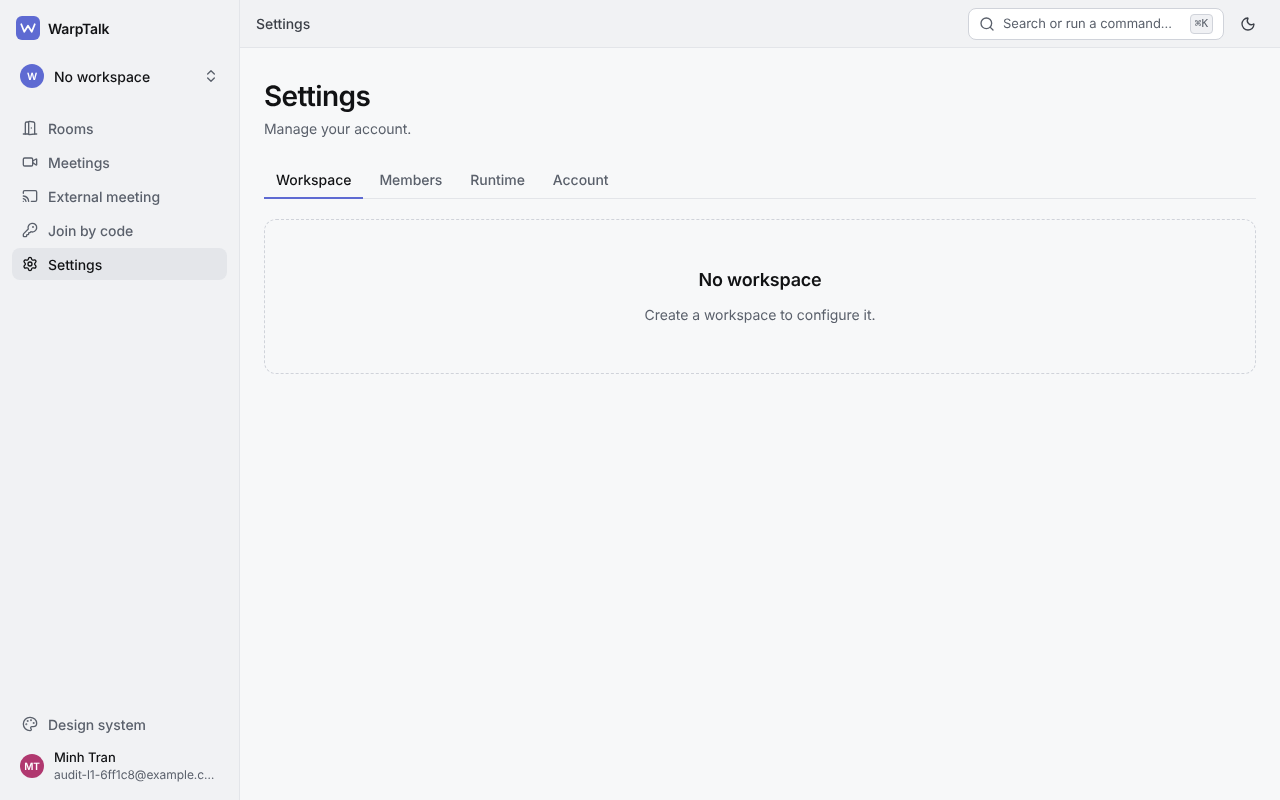 WarpTalk
W No workspace
Rooms
Meetings
External meeting
Join by code
Settings
Design system
MT Minh Tran
audit-l1-6ff1c8@example.c...
Settings
Search or run a command... ⌘K
Settings
Manage your account.
Workspace Members Runtime Account
No workspace
Create a workspace to configure it.